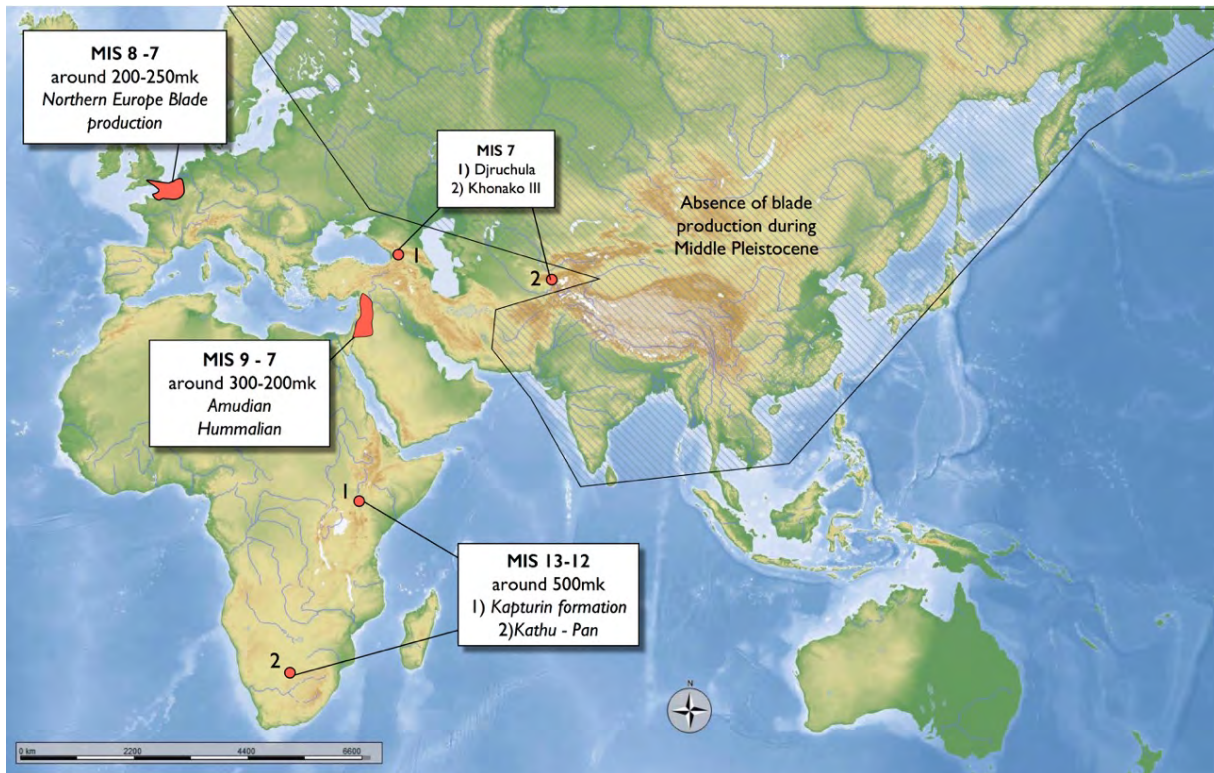 MIS 8 -7
around 200-250mk
Northern Europe Blade
production
MIS 7
1) Djruchula
2) Khonako III
Absence of blade
production during
Middle Pleistocene
1
2
MIS 9 - 7
around 300-200mk
Amudian
Hummalian
1
MIS 13-12
around 500mk
1) Kapturin formation
2)Kathu - Pan
2
N
0 km
2200
4400
6600